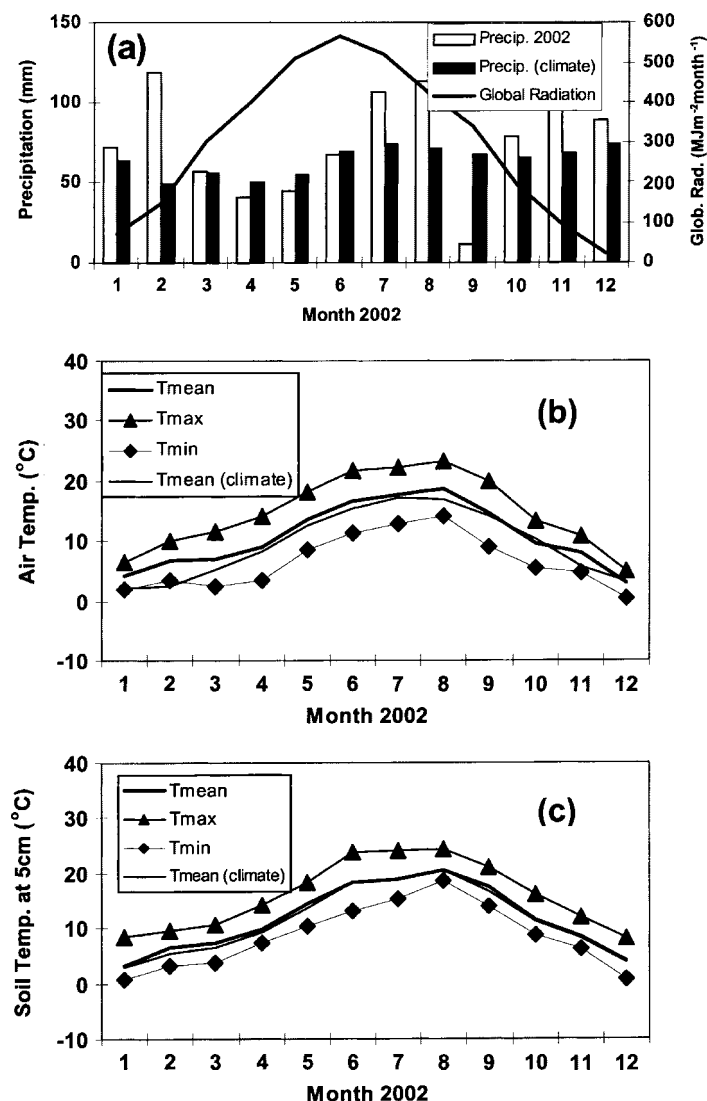 (a)
Precip. 2002
Precip. (climate)
Global Radiation
Precipitation (mm)
150
100
50
0
600
500
400
300
200
100
0
Glob. Rad. (MJm⁻²month⁻¹)
1 2 3 4 5 6 7 8 9 10 11 12
Month 2002
(b)
Tmean
Tmax
Tmin
Tmean (climate)
Air Temp. (°C)
40
30
20
10
0
-10
1 2 3 4 5 6 7 8 9 10 11 12
Month 2002
(c)
Tmean
Tmax
Tmin
Tmean (climate)
Soil Temp. at 5cm (°C)
40
30
20
10
0
-10
1 2 3 4 5 6 7 8 9 10 11 12
Month 2002